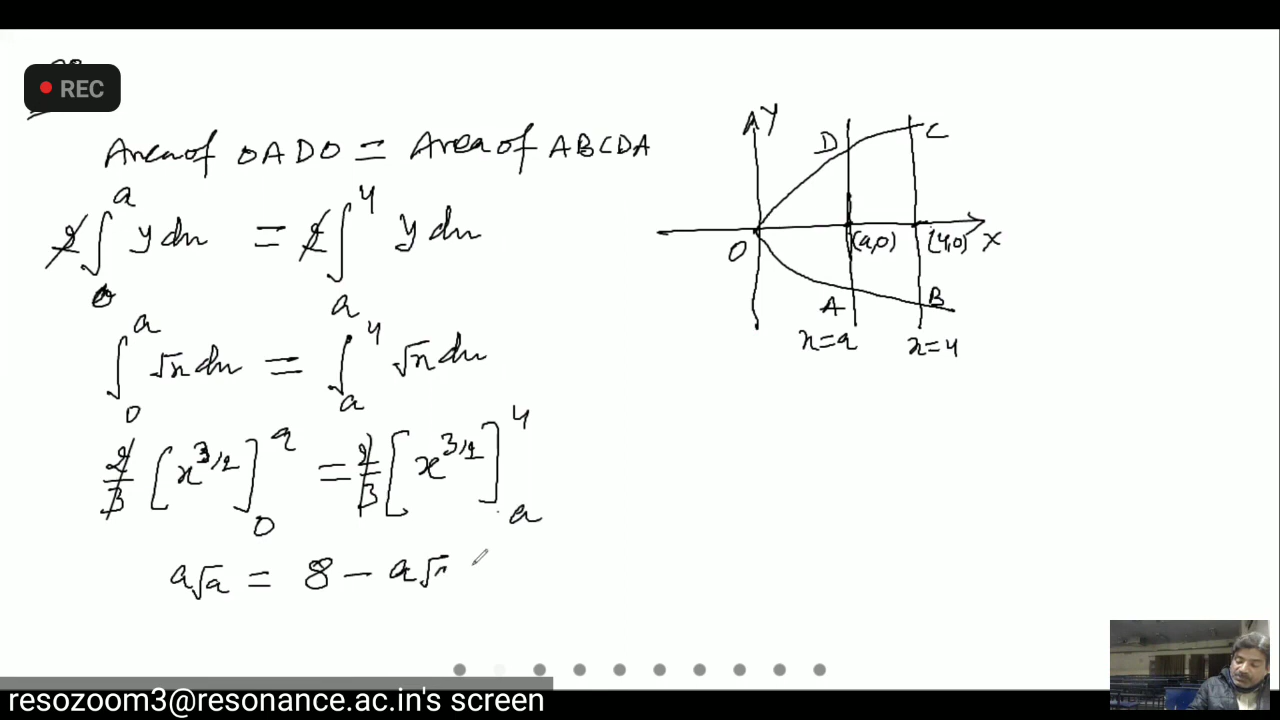 REC
Area of OADO = Area of ABCDA
2∫₀ᵃ y dx = 2∫ₐ⁴ y dx
∫₀ᵃ √x dx = ∫ₐ⁴ √x dx
2/3 [x^{3/2}]₀ᵃ = 2/3 [x^{3/2}]ₐ⁴
a√a = 8 − a√
Y
D
C
O
(a,0)
(4,0)
X
A
B
x=a
x=4
resozoom3@resonance.ac.in's screen